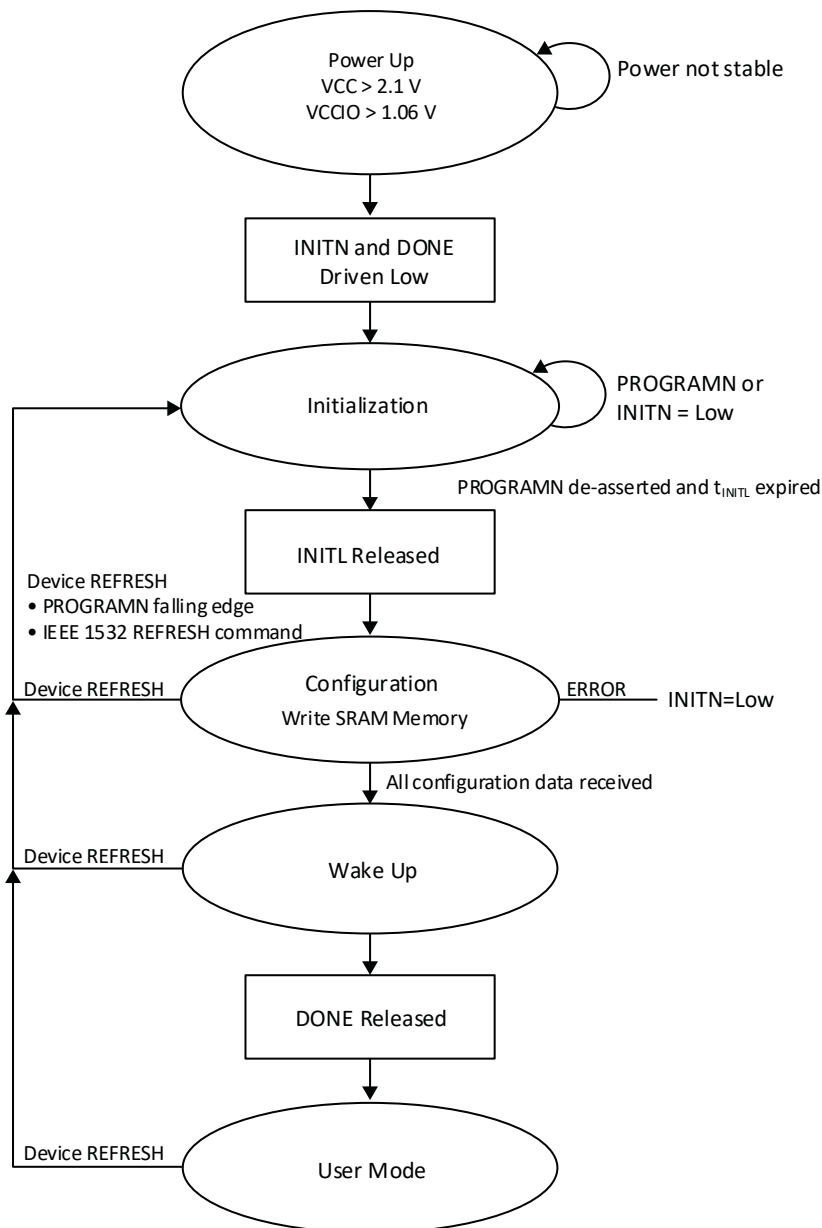 Power Up
VCC > 2.1 V
VCCIO > 1.06 V
Power not stable
INITN and DONE
Driven Low
Initialization
PROGRAMN or
INITN = Low
PROGRAMN de-asserted and tINITL expired
INITL Released
Device REFRESH
• PROGRAMN falling edge
• IEEE 1532 REFRESH command
Device REFRESH
Configuration
Write SRAM Memory
ERROR
INITN=Low
All configuration data received
Device REFRESH
Wake Up
DONE Released
Device REFRESH
User Mode